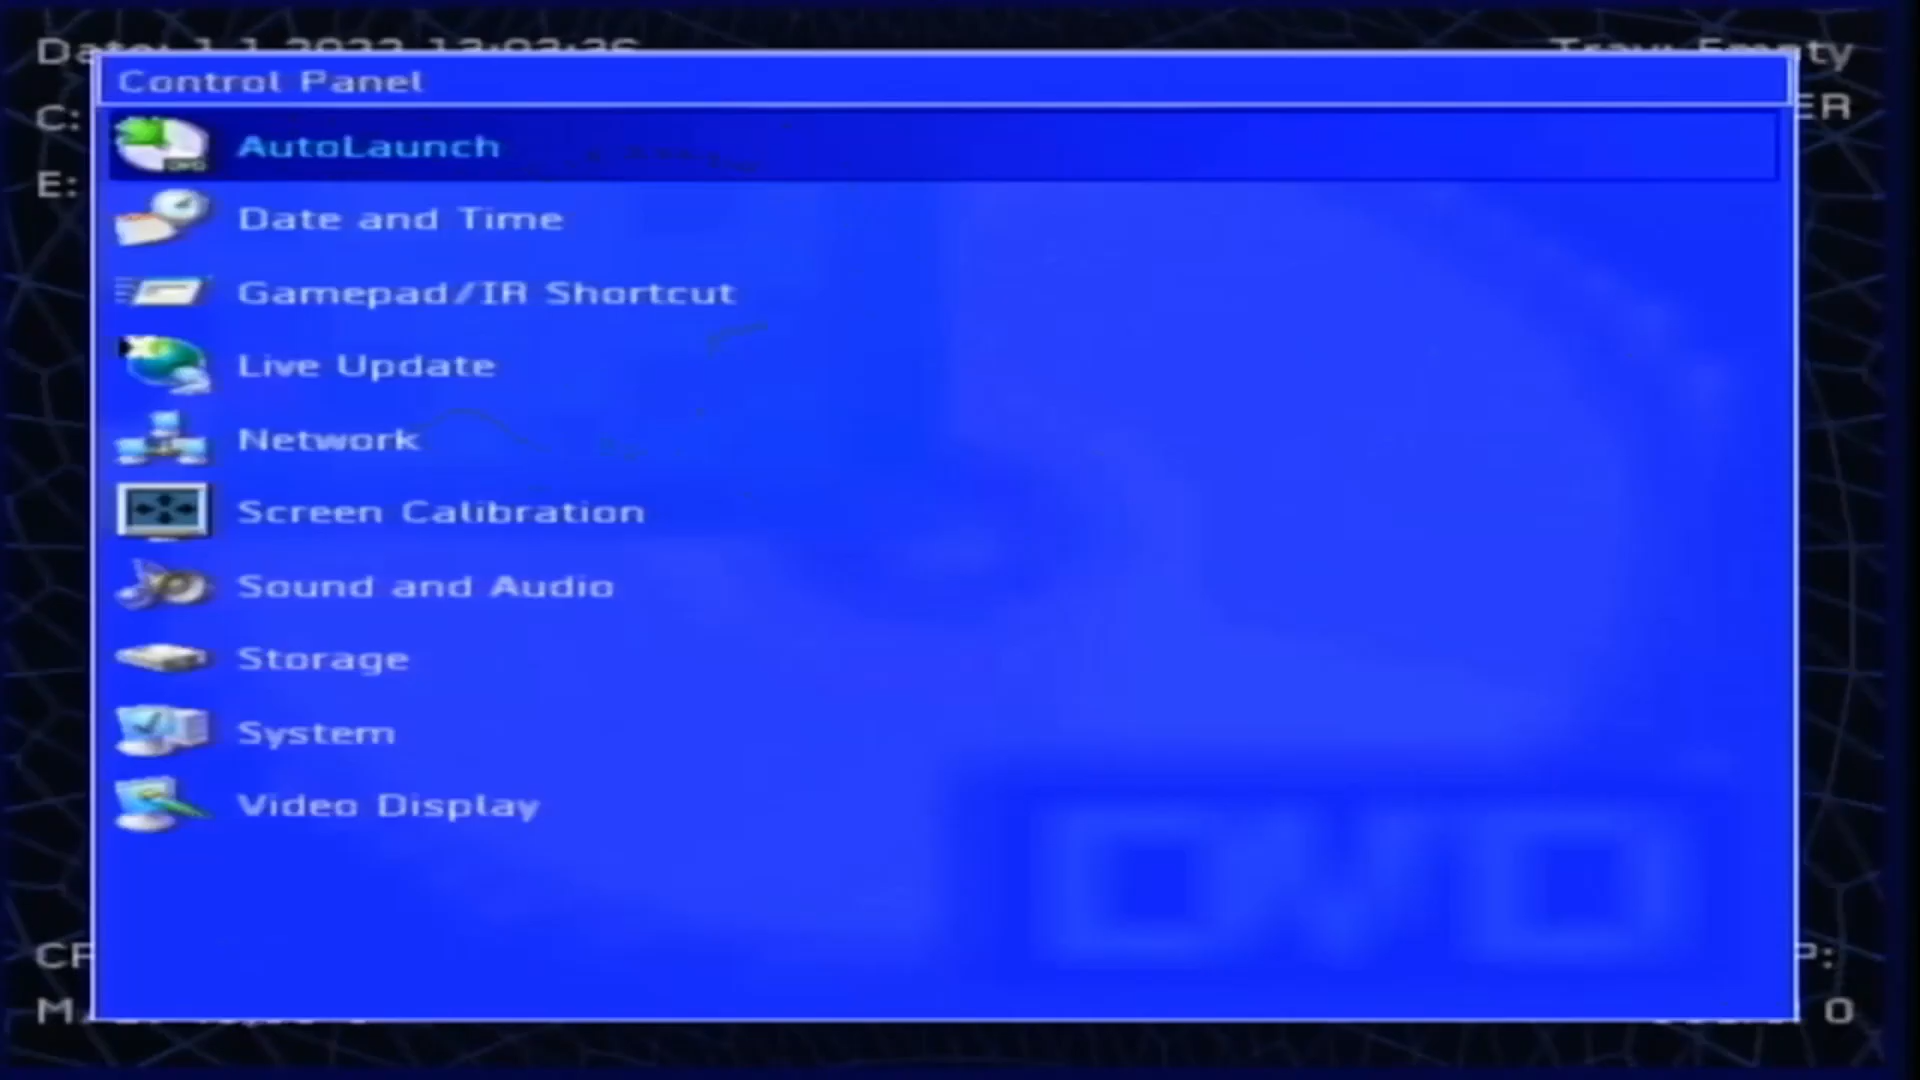 Control Panel
AutoLaunch
Date and Time
Gamepad/IR Shortcut
Live Update
Network
Screen Calibration
Sound and Audio
Storage
System
Video Display
C:
E:
DVD